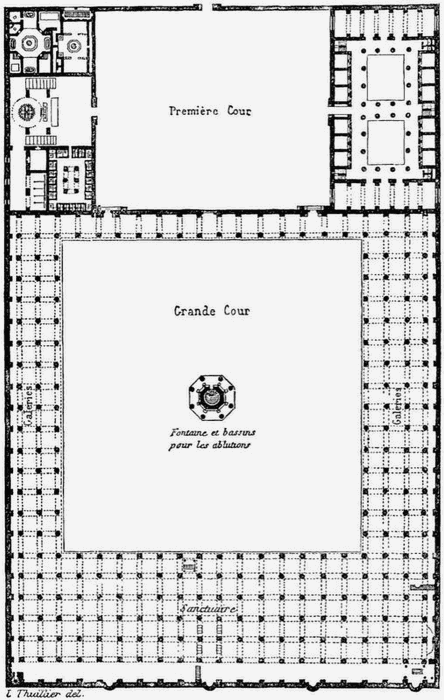 Première Cour
Grande Cour
Galeries
Galeries
Fontaine et bassins
pour les ablutions
Sanctuaire
L Thuillier del.